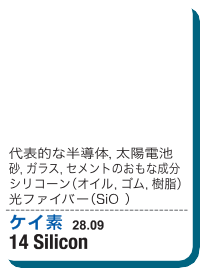 代表的な半導体, 太陽電池
砂, ガラス, セメントのおもな成分
シリコーン(オイル, ゴム, 樹脂)
光ファイバー(SiO )
ケイ素 28.09
14 Silicon